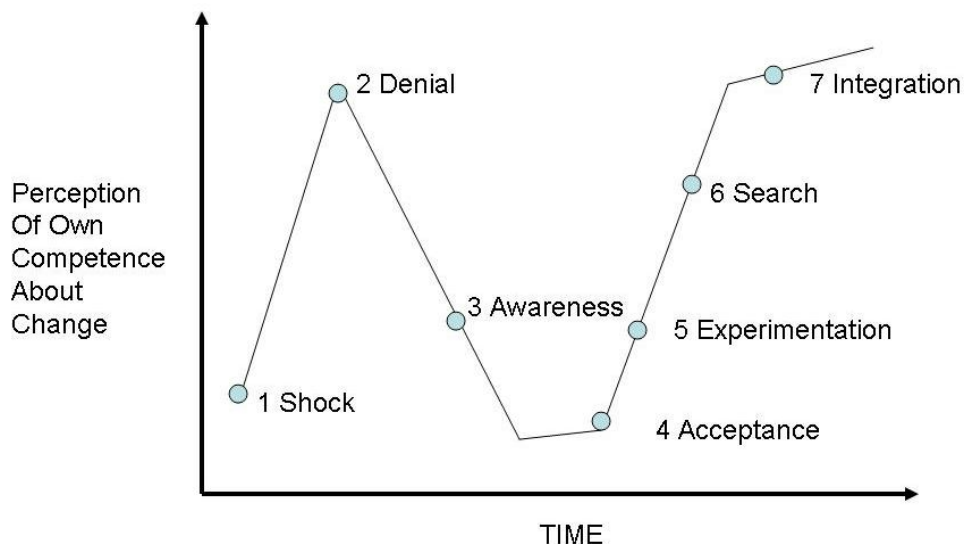 2 Denial
7 Integration
Perception
Of Own
Competence
About
Change
6 Search
3 Awareness
5 Experimentation
1 Shock
4 Acceptance
TIME